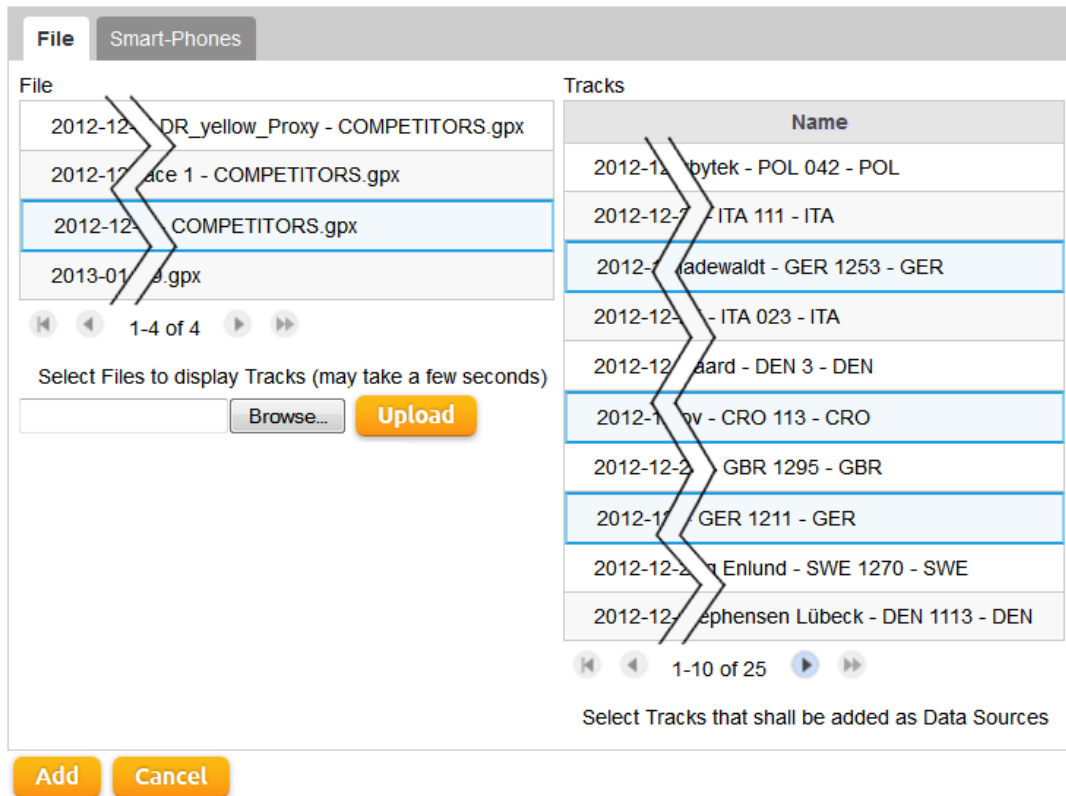 File
Smart-Phones
File
2012-12- DR_yellow_Proxy - COMPETITORS.gpx
2012-12 ace 1 - COMPETITORS.gpx
2012-12- - COMPETITORS.gpx
2013-01 9.gpx
1-4 of 4
Select Files to display Tracks (may take a few seconds)
Browse...
Upload
Tracks
Name
2012-12 bytek - POL 042 - POL
2012-12-2 - ITA 111 - ITA
2012- ladewaldt - GER 1253 - GER
2012-12-2 - ITA 023 - ITA
2012-12 aard - DEN 3 - DEN
2012-1 ov - CRO 113 - CRO
2012-12-2 GBR 1295 - GBR
2012-12 - GER 1211 - GER
2012-12-2 g Enlund - SWE 1270 - SWE
2012-12- ephensen Lübeck - DEN 1113 - DEN
1-10 of 25
Select Tracks that shall be added as Data Sources
Add
Cancel